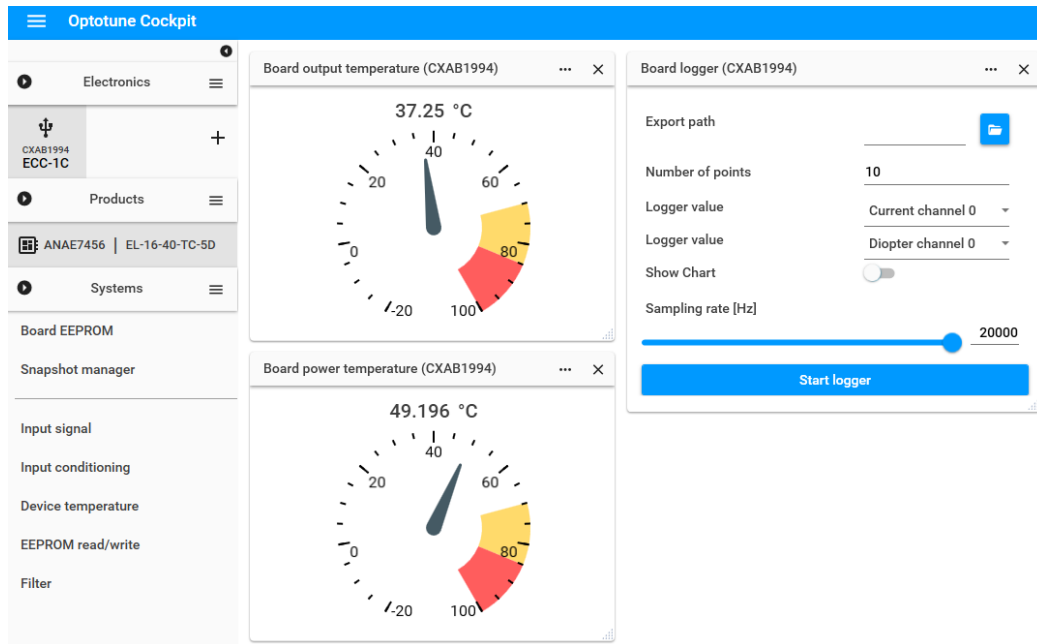 Optotune Cockpit
Electronics
CXAB1994
ECC-1C
Products
ANAE7456 | EL-16-40-TC-5D
Systems
Board EEPROM
Snapshot manager
Input signal
Input conditioning
Device temperature
EEPROM read/write
Filter
Board output temperature (CXAB1994)
37.25 °C
40
20
60
0
80
-20
100
Board power temperature (CXAB1994)
49.196 °C
40
20
60
0
80
-20
100
Board logger (CXAB1994)
Export path
Number of points 10
Logger value Current channel 0
Logger value Diopter channel 0
Show Chart
Sampling rate [Hz]
20000
Start logger